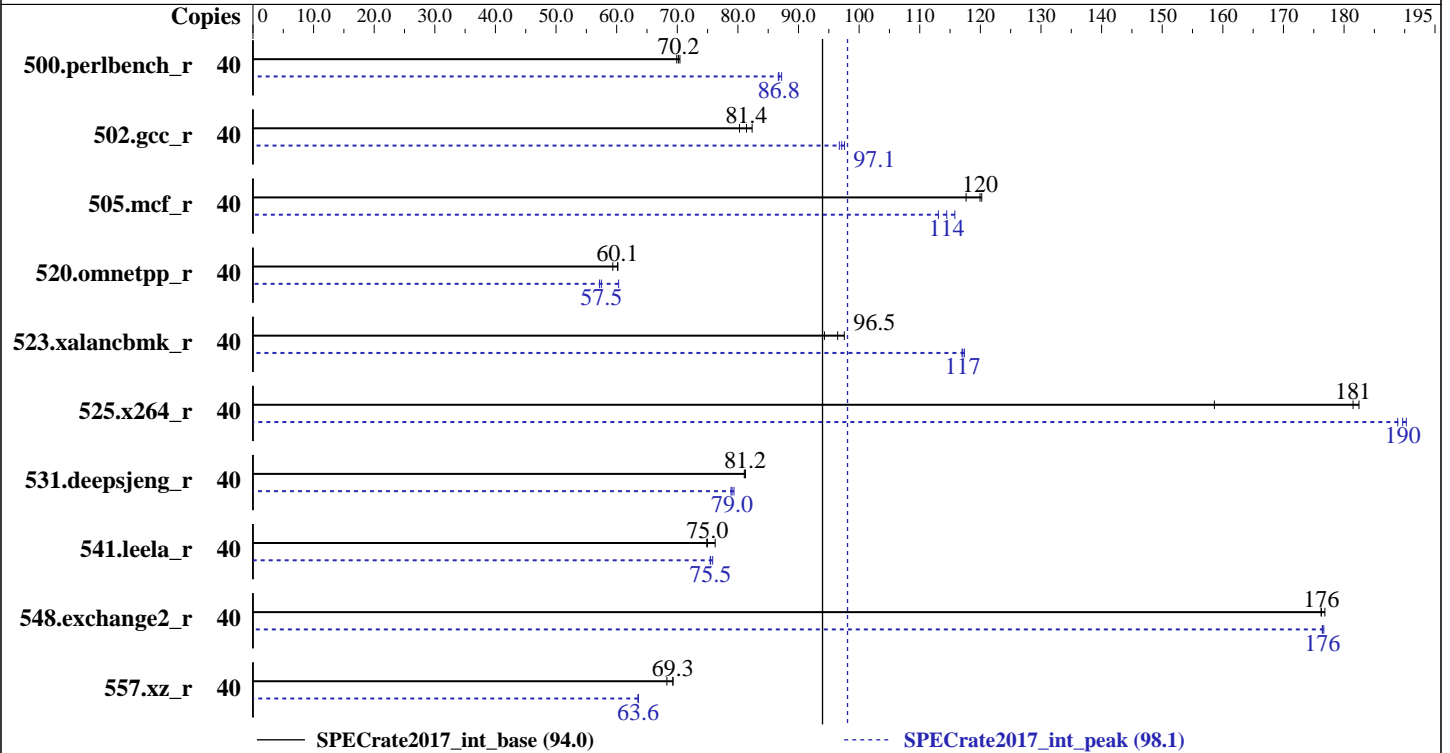 Copies 0 10.0 20.0 30.0 40.0 50.0 60.0 70.0 80.0 90.0 100 110 120 130 140 150 160 170 180 195
70.2
500.perlbench_r 40
86.8
81.4
502.gcc_r 40
97.1
120
505.mcf_r 40
114
60.1
520.omnetpp_r 40
57.5
96.5
523.xalancbmk_r 40
117
181
525.x264_r 40
190
81.2
531.deepsjeng_r 40
79.0
75.0
541.leela_r 40
75.5
176
548.exchange2_r 40
176
69.3
557.xz_r 40
63.6
SPECrate2017_int_base (94.0) SPECrate2017_int_peak (98.1)